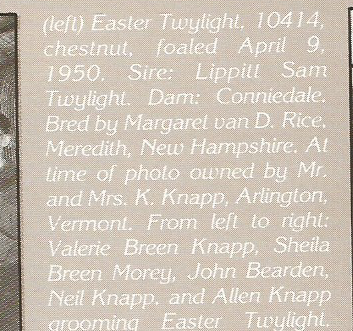 (left) Easter Twylight, 10414,
chestnut, foaled April 9,
1950. Sire: Lippitt Sam
Twylight. Dam: Conniedale.
Bred by Margaret van D. Rice,
Meredith, New Hampshire. At
time of photo owned by Mr.
and Mrs. K. Knapp, Arlington,
Vermont. From left to right:
Valerie Breen Knapp, Sheila
Breen Morey, John Bearden,
Neil Knapp, and Allen Knapp
grooming Easter Twylight.